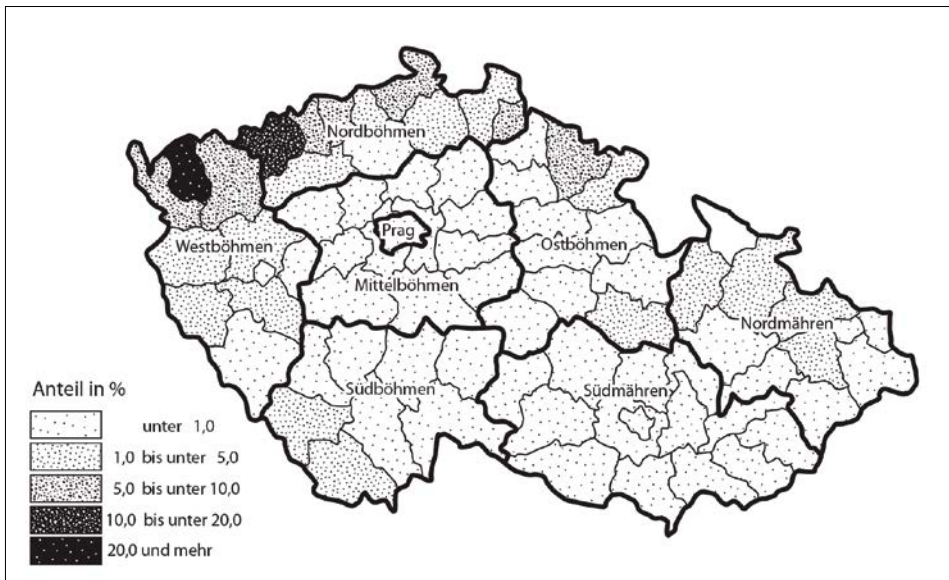 Nordböhmen
Westböhmen
Prag
Mittelböhmen
Ostböhmen
Nordmähren
Südböhmen
Südmähren
Anteil in %
unter 1,0
1,0 bis unter 5,0
5,0 bis unter 10,0
10,0 bis unter 20,0
20,0 und mehr